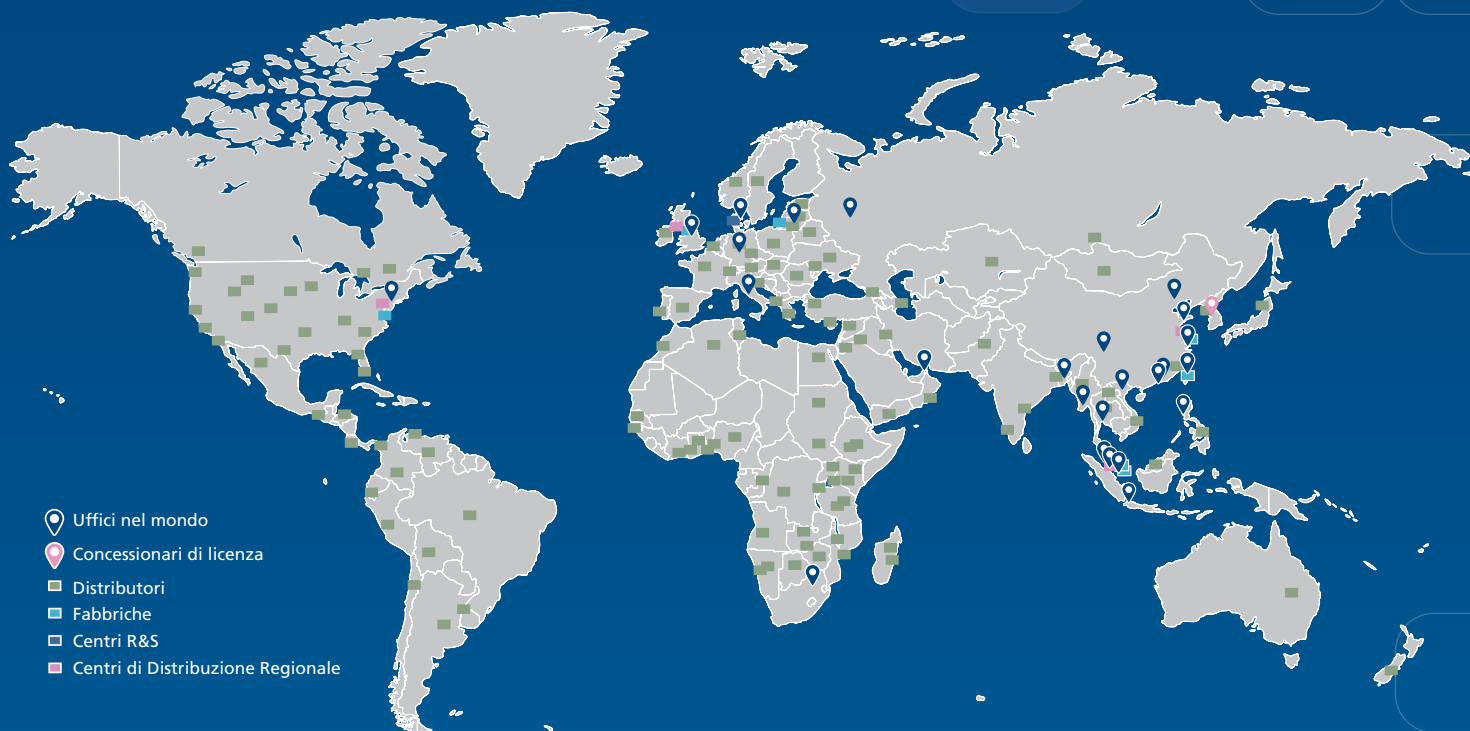 Uffici nel mondo
Concessionari di licenza
Distributori
Fabbriche
Centri R&S
Centri di Distribuzione Regionale